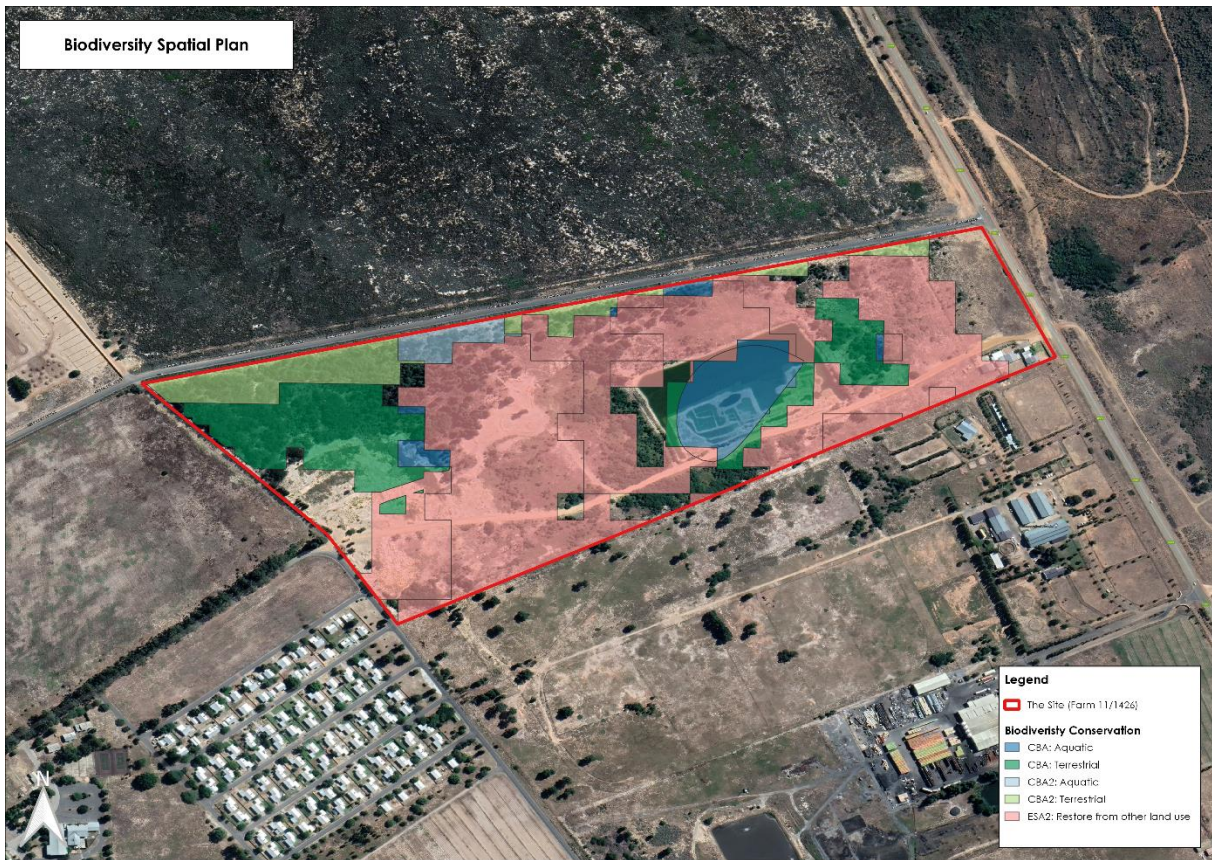 Biodiversity Spatial Plan
N
Legend
The Site (Farm 11/1426)
Biodiveristy Conservation
CBA: Aquatic
CBA: Terrestrial
CBA2: Aquatic
CBA2: Terrestrial
ESA2: Restore from other land use